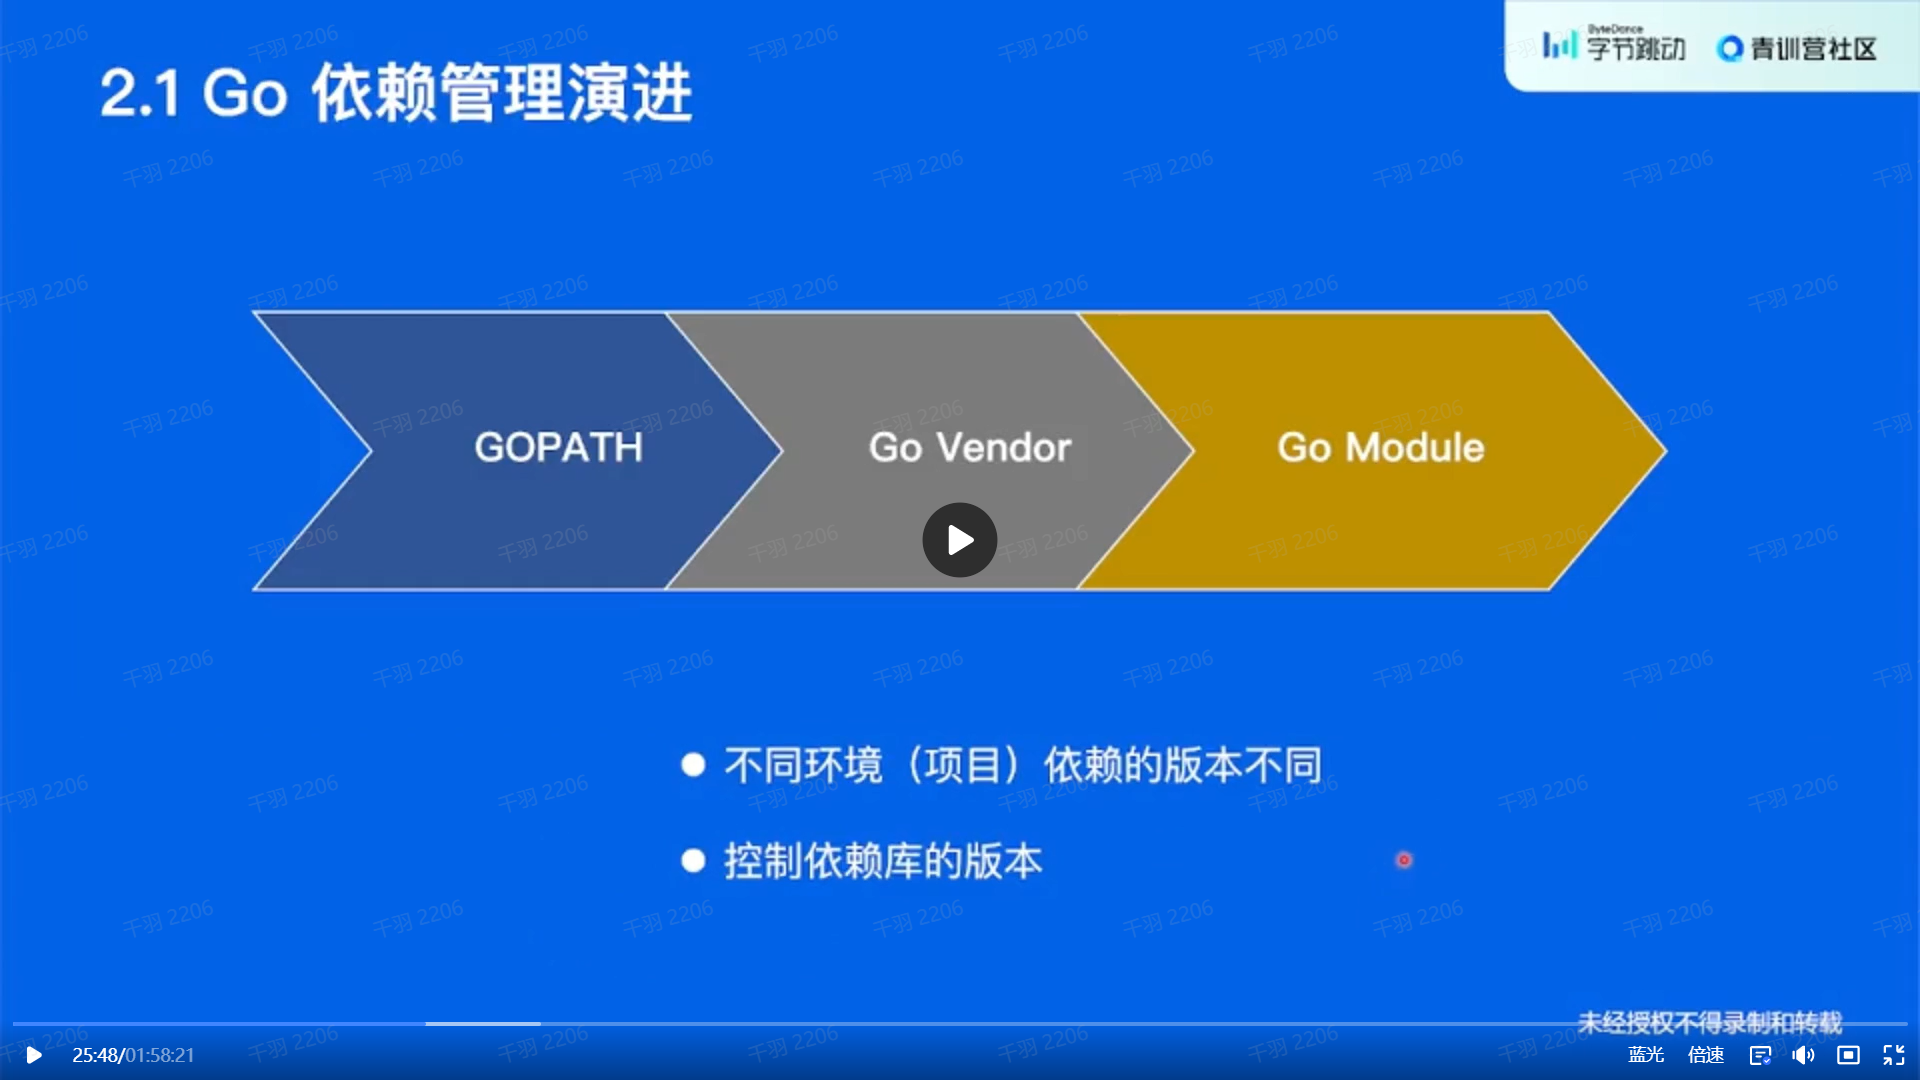 2.1 Go 依赖管理演进
ByteDance
字节跳动
青训营社区
GOPATH
Go Vendor
Go Module
不同环境（项目）依赖的版本不同
控制依赖库的版本
未经授权不得录制和转载
25:48/01:58:21
蓝光
倍速
千羽 2206